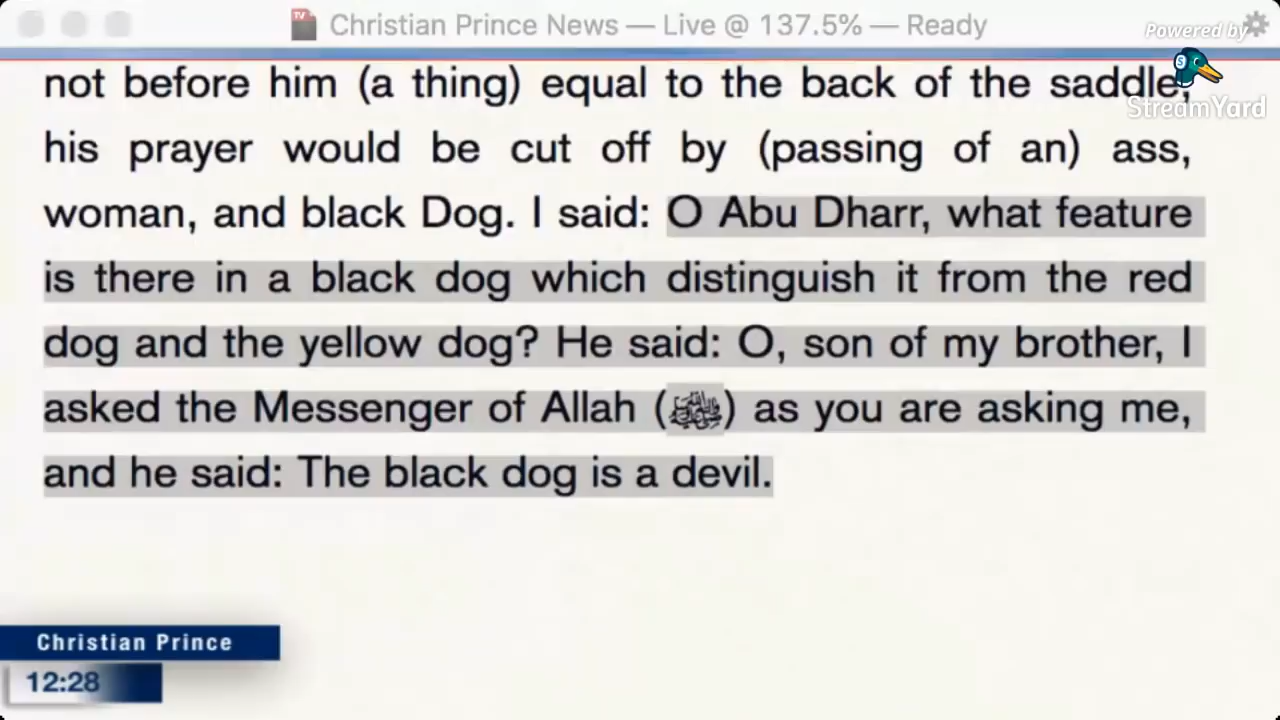 Christian Prince News — Live @ 137.5% — Ready
Powered by
StreamYard
not before him (a thing) equal to the back of the saddle,
his prayer would be cut off by (passing of an) ass,
woman, and black Dog. I said: O Abu Dharr, what feature
is there in a black dog which distinguish it from the red
dog and the yellow dog? He said: O, son of my brother, I
asked the Messenger of Allah (ﷺ) as you are asking me,
and he said: The black dog is a devil.
Christian Prince
12:28